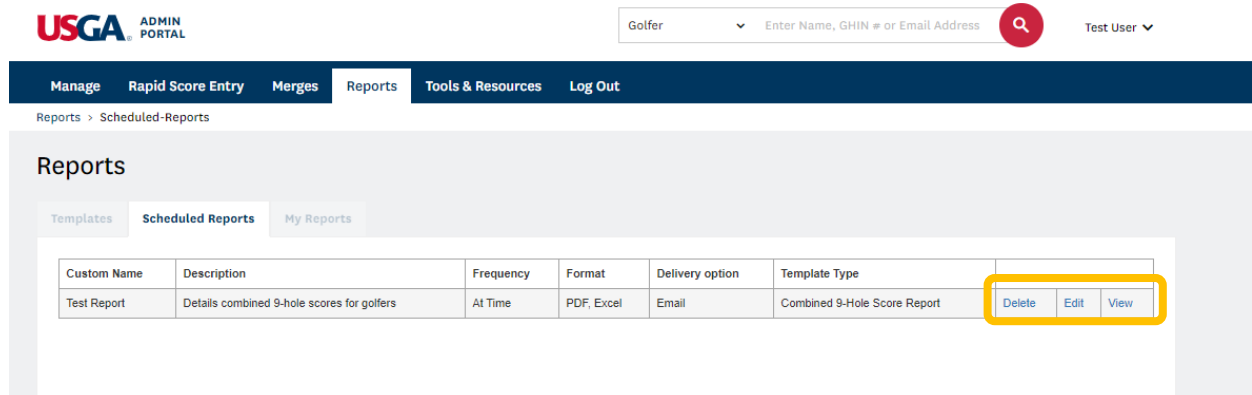 USGA ADMIN PORTAL
Golfer Enter Name, GHIN # or Email Address Test User
Manage Rapid Score Entry Merges Reports Tools & Resources Log Out
Reports > Scheduled-Reports
Reports
Templates Scheduled Reports My Reports
Custom Name Description Frequency Format Delivery option Template Type
Test Report Details combined 9-hole scores for golfers At Time PDF, Excel Email Combined 9-Hole Score Report Delete Edit View